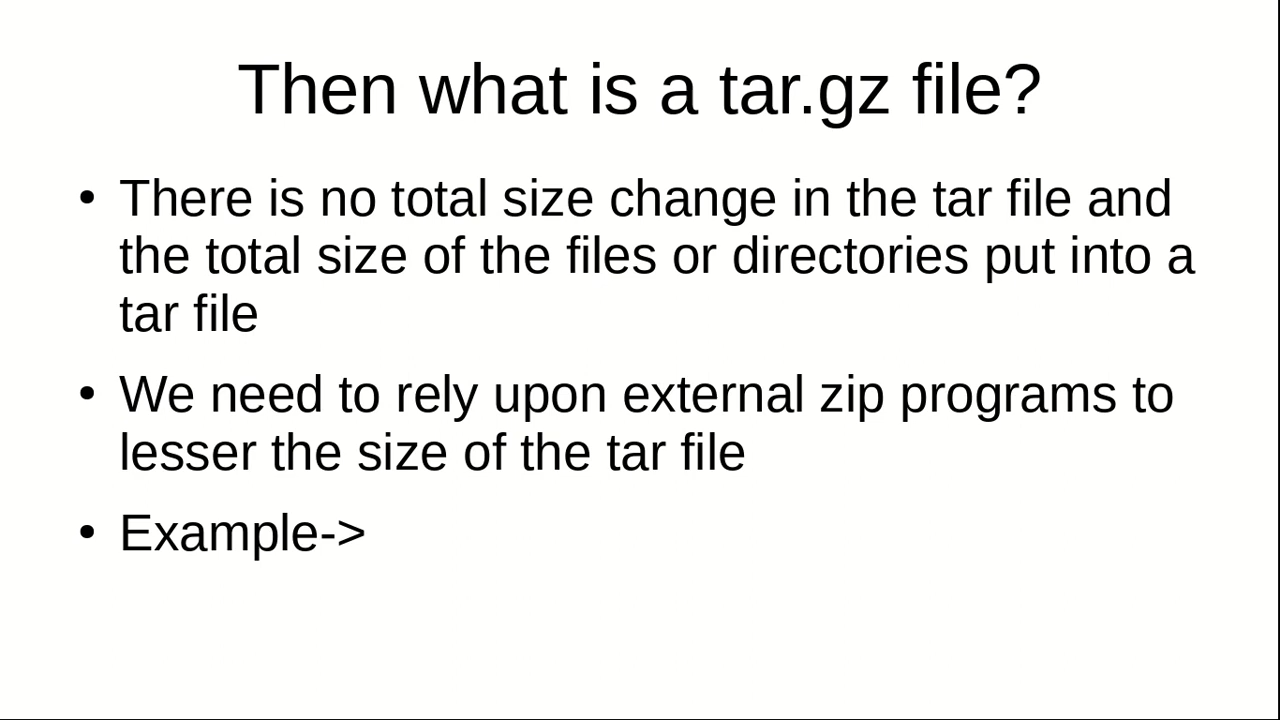 Then what is a tar.gz file?
• There is no total size change in the tar file and
the total size of the files or directories put into a
tar file
• We need to rely upon external zip programs to
lesser the size of the tar file
• Example->